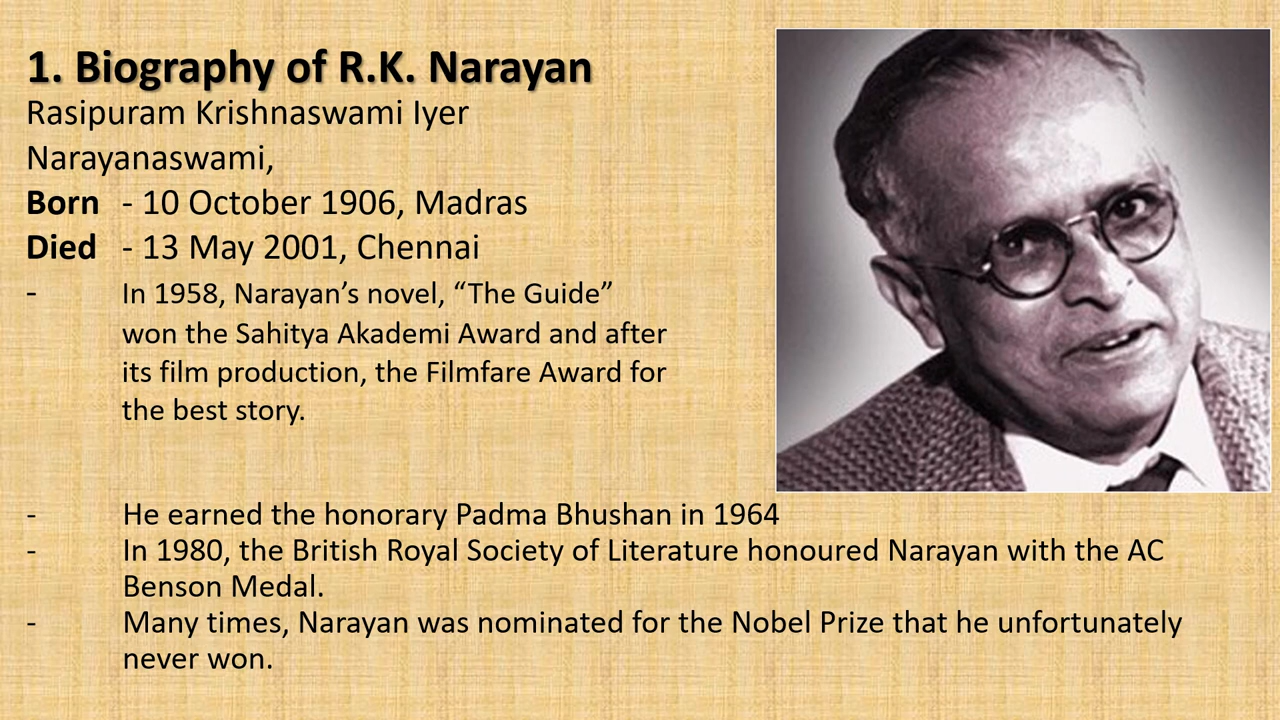 1. Biography of R.K. Narayan
Rasipuram Krishnaswami Iyer
Narayanaswami,
Born - 10 October 1906, Madras
Died - 13 May 2001, Chennai
- In 1958, Narayan’s novel, “The Guide”
won the Sahitya Akademi Award and after
its film production, the Filmfare Award for
the best story.
- He earned the honorary Padma Bhushan in 1964
- In 1980, the British Royal Society of Literature honoured Narayan with the AC
Benson Medal.
- Many times, Narayan was nominated for the Nobel Prize that he unfortunately
never won.